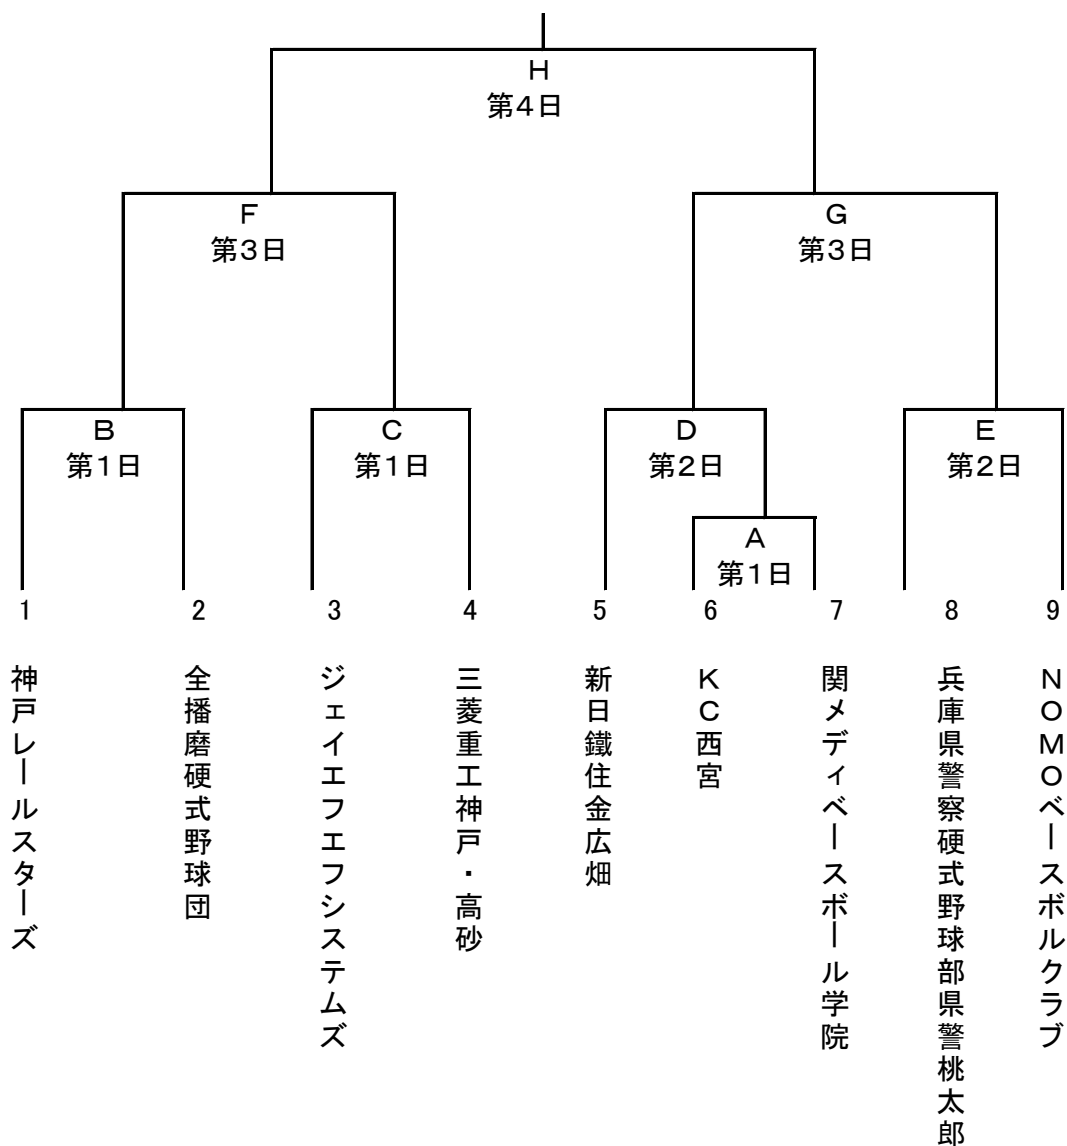 H
第4日
F
第3日
G
第3日
B
第1日
C
第1日
D
第2日
E
第2日
A
第1日
1
2
3
4
5
6
7
8
9
神戸レールスターズ
全播磨硬式野球団
ジェイエフエフシステムズ
三菱重工神戸・高砂
新日鐵住金広畑
KC西宮
関メディベースボール学院
兵庫県警察硬式野球部県警桃太郎
NOMOベースボルクラブ